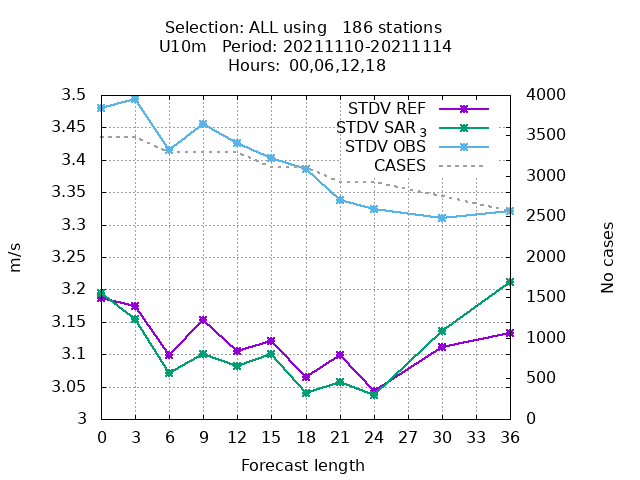 Selection: ALL using   186 stations
U10m   Period: 20211110-20211114
Hours:  00,06,12,18
STDV REF
STDV SAR 3
STDV OBS
CASES
3.5
3.45
3.4
3.35
3.3
3.25
3.2
3.15
3.1
3.05
3
m/s
4000
3500
3000
2500
2000
1500
1000
500
0
No cases
0 3 6 9 12 15 18 21 24 27 30 33 36
Forecast length